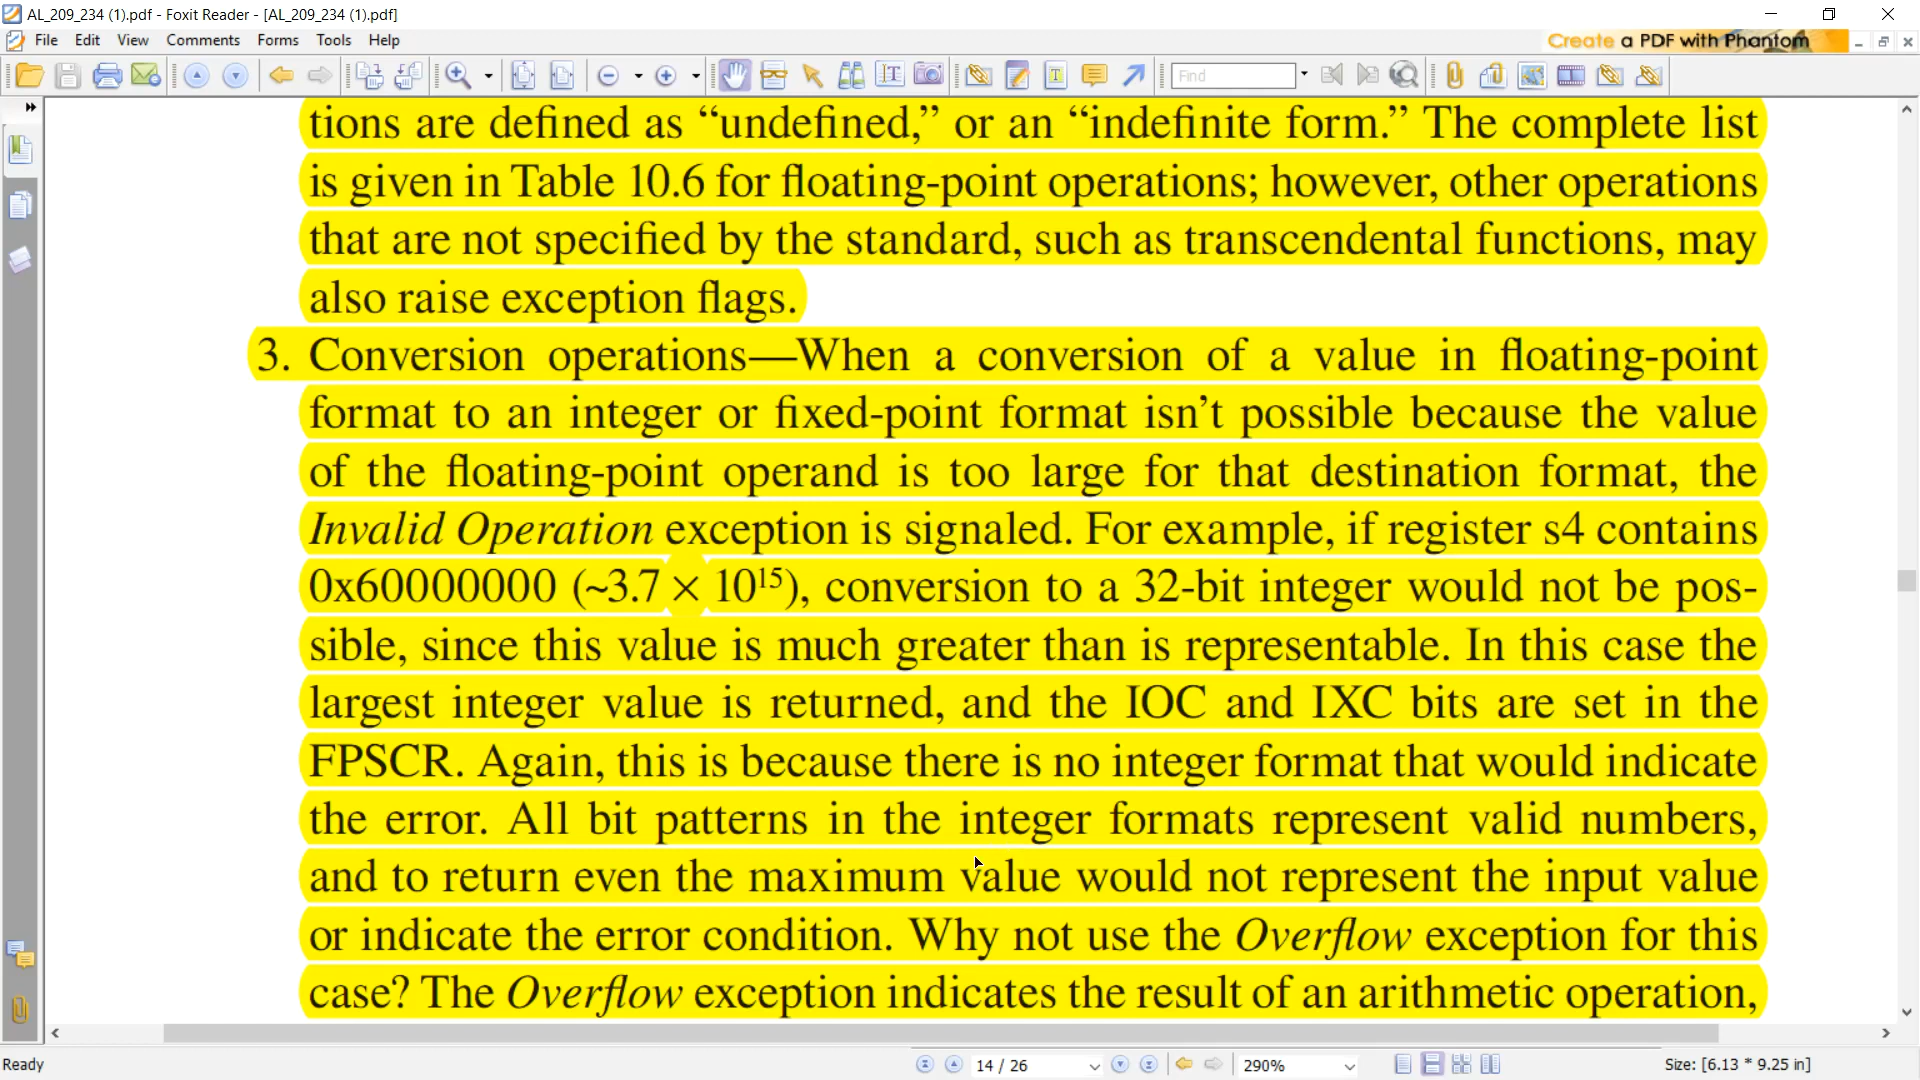 AL_209_234 (1).pdf - Foxit Reader - [AL_209_234 (1).pdf]
File Edit View Comments Forms Tools Help
Create a PDF with Phantom
Find
tions are defined as “undefined,” or an “indefinite form.” The complete list
is given in Table 10.6 for floating-point operations; however, other operations
that are not specified by the standard, such as transcendental functions, may
also raise exception flags.
3. Conversion operations—When a conversion of a value in floating-point
format to an integer or fixed-point format isn’t possible because the value
of the floating-point operand is too large for that destination format, the
Invalid Operation exception is signaled. For example, if register s4 contains
0x60000000 (~3.7 × 10¹⁵), conversion to a 32-bit integer would not be pos-
sible, since this value is much greater than is representable. In this case the
largest integer value is returned, and the IOC and IXC bits are set in the
FPSCR. Again, this is because there is no integer format that would indicate
the error. All bit patterns in the integer formats represent valid numbers,
and to return even the maximum value would not represent the input value
or indicate the error condition. Why not use the Overflow exception for this
case? The Overflow exception indicates the result of an arithmetic operation,
Ready
14 / 26
290%
Size: [6.13 * 9.25 in]